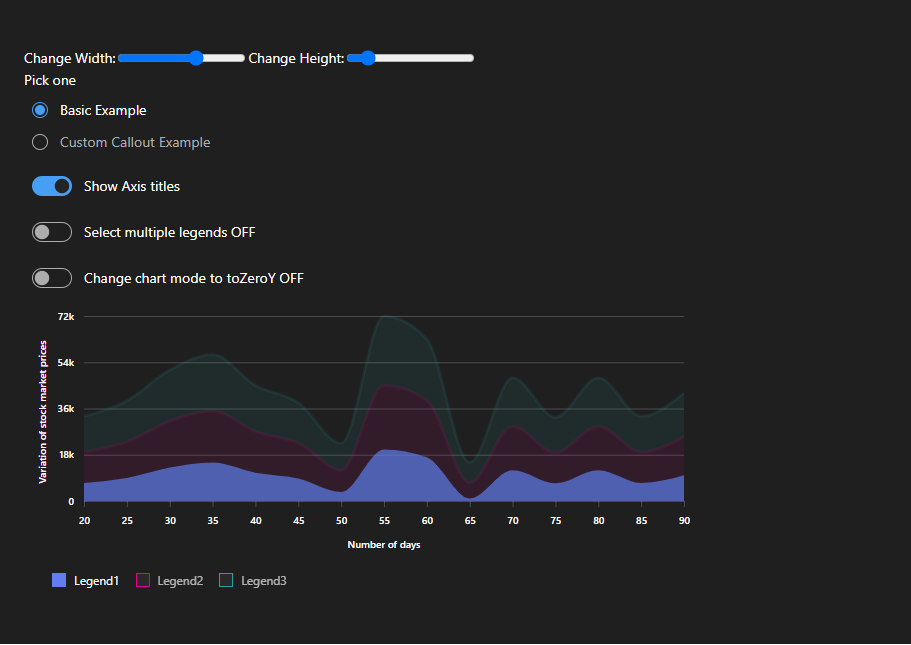 Change Width: Change Height:
Pick one
Basic Example
Custom Callout Example
Show Axis titles
Select multiple legends OFF
Change chart mode to toZeroY OFF
Variation of stock market prices
72k
54k
36k
18k
0
20 25 30 35 40 45 50 55 60 65 70 75 80 85 90
Number of days
Legend1 Legend2 Legend3